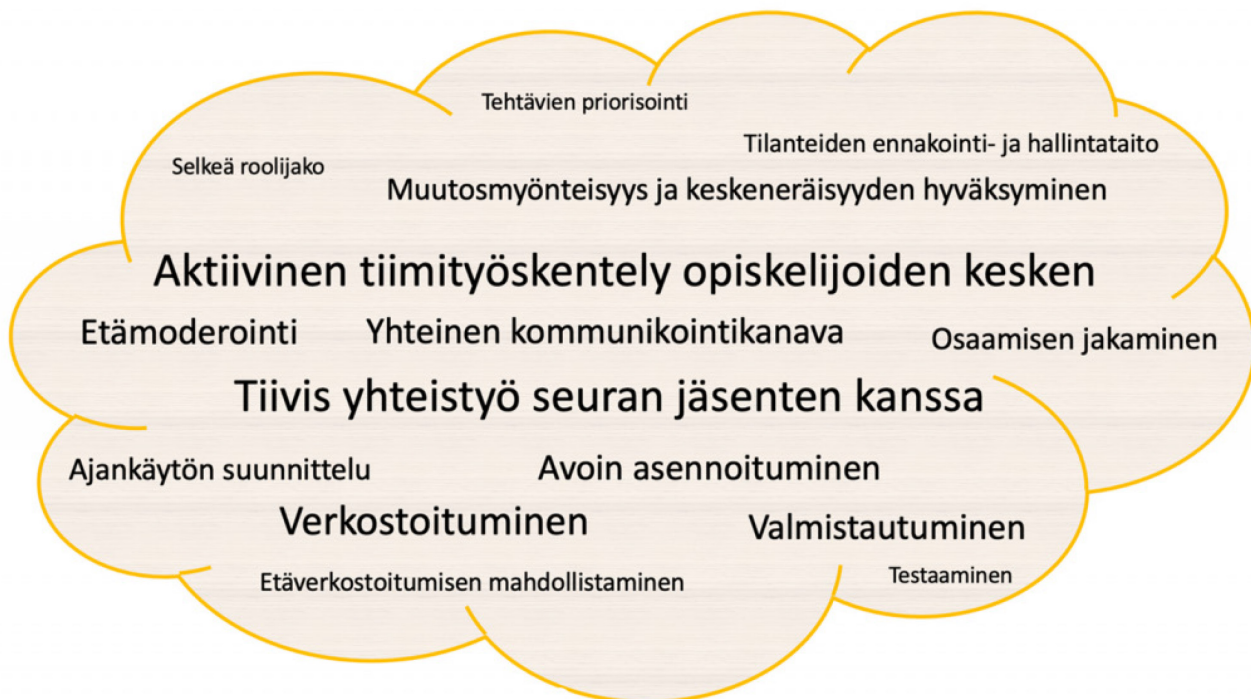 Tehtävien priorisointi
Tilanteiden ennakointi- ja hallintataito
Selkeä roolijako
Muutosmyönteisyys ja keskeneräisyyden hyväksyminen
Aktiivinen tiimityöskentely opiskelijoiden kesken
Etämoderointi
Yhteinen kommunikointikanava
Osaamisen jakaminen
Tiivis yhteistyö seuran jäsenten kanssa
Ajankäytön suunnittelu
Avoin asennoituminen
Verkostoituminen
Valmistautuminen
Etäverkostoitumisen mahdollistaminen
Testaaminen